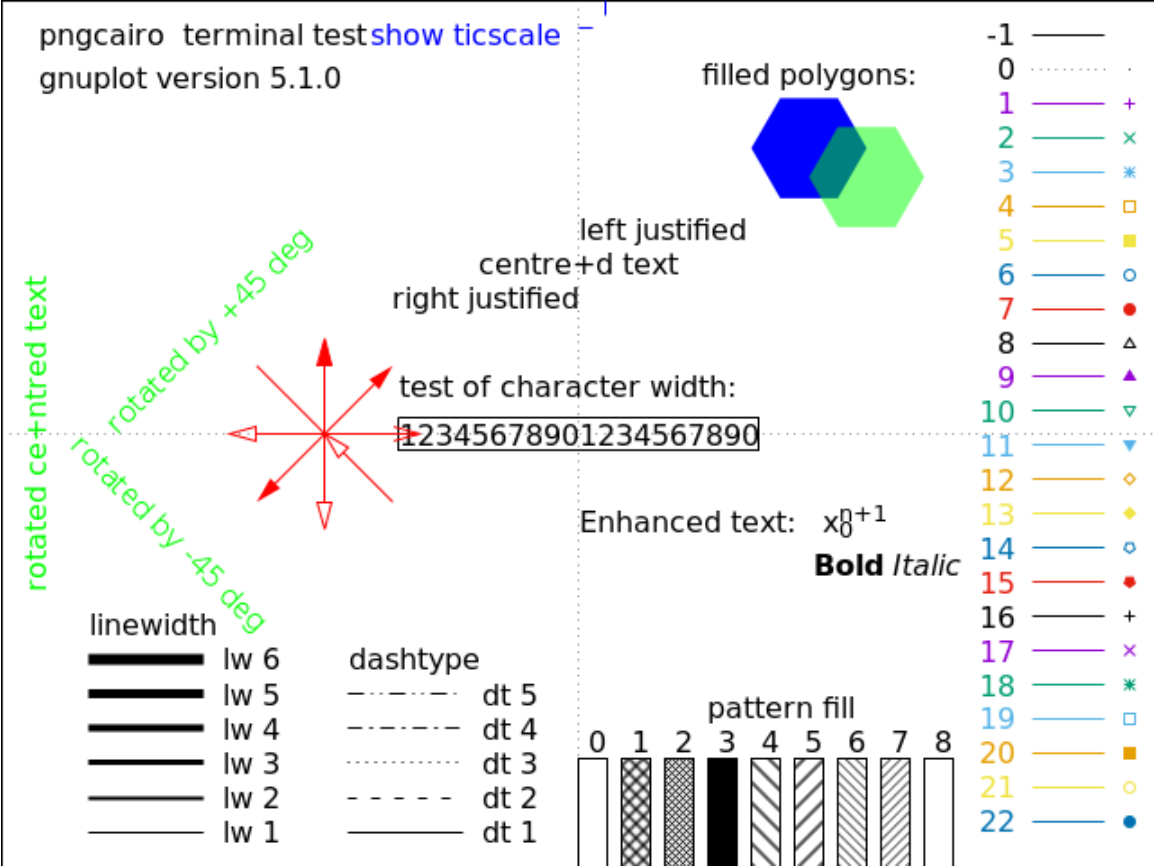 pngcairo  terminal test show ticscale
gnuplot version 5.1.0
filled polygons:
left justified
centre+d text
right justified
rotated ce+ntred text
rotated by +45 deg
rotated by -45 deg
test of character width:
12345678901234567890
Enhanced text:   x₀ⁿ⁺¹
Bold Italic
linewidth
lw 6
lw 5
lw 4
lw 3
lw 2
lw 1
dashtype
dt 5
dt 4
dt 3
dt 2
dt 1
pattern fill
0 1 2 3 4 5 6 7 8
-1
0
1
2
3
4
5
6
7
8
9
10
11
12
13
14
15
16
17
18
19
20
21
22